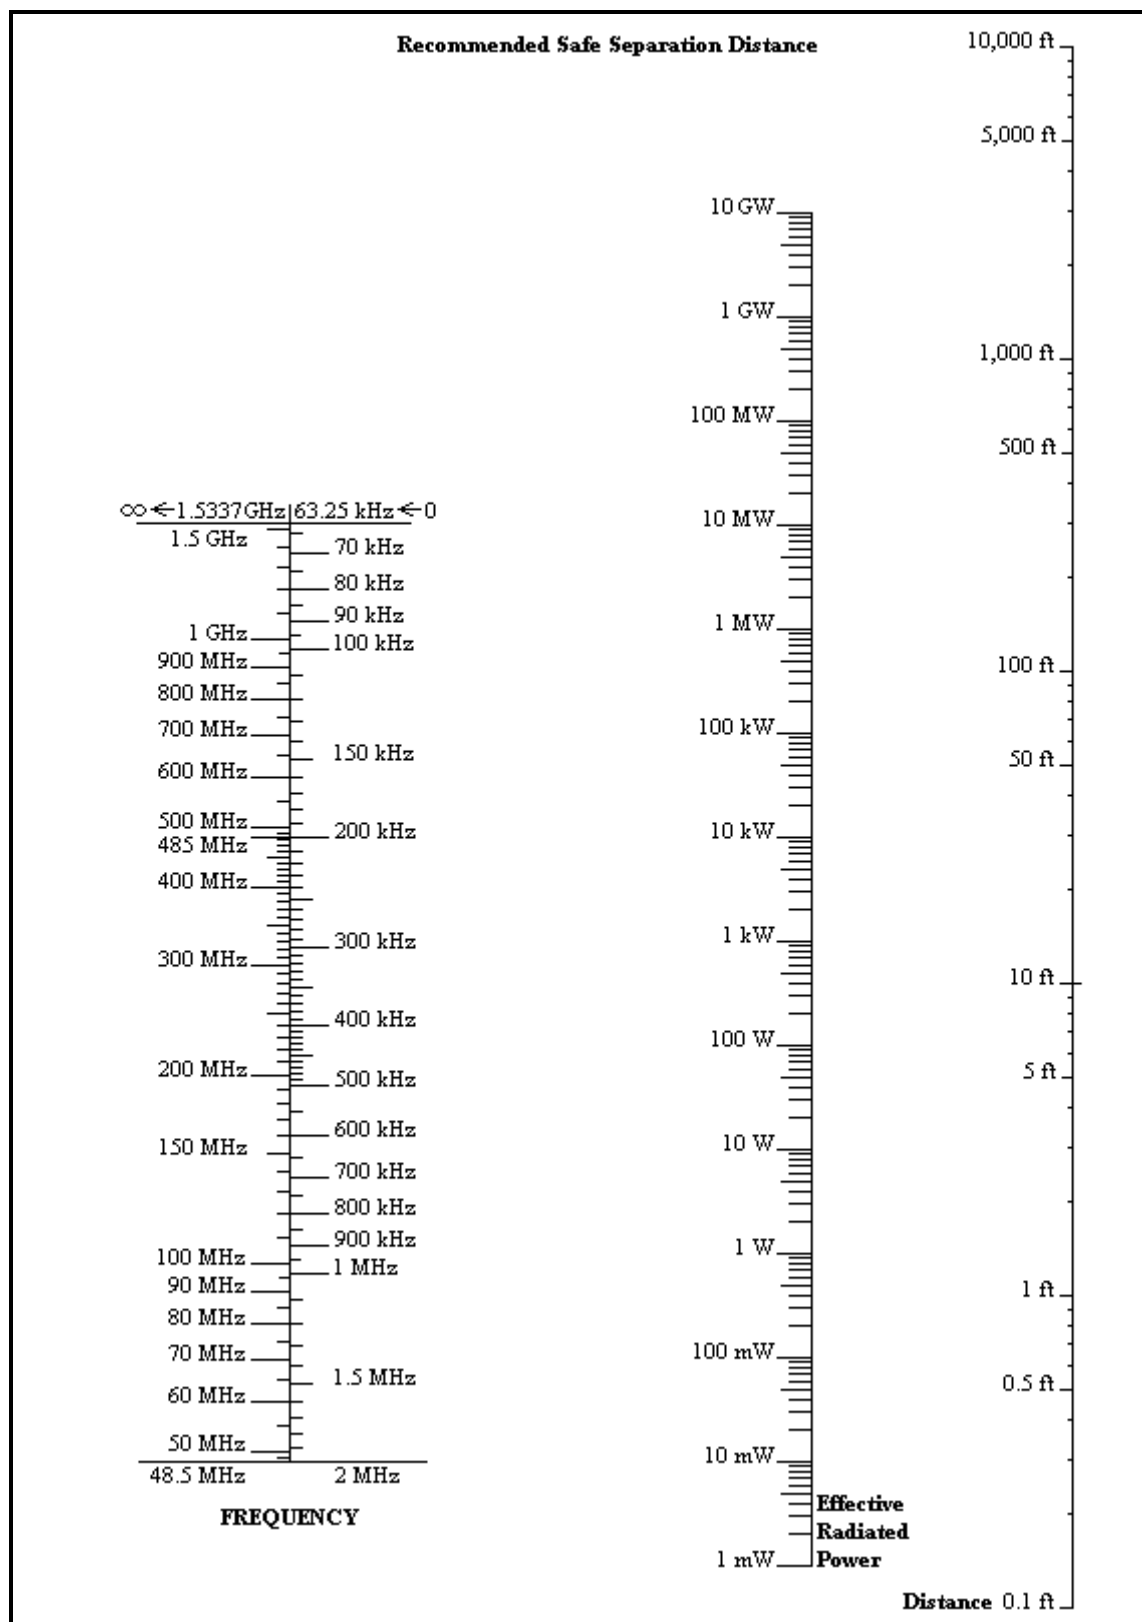 Recommended Safe Separation Distance
10,000 ft
5,000 ft
1,000 ft
500 ft
100 ft
50 ft
10 ft
5 ft
1 ft
0.5 ft
Distance 0.1 ft
10 GW
1 GW
100 MW
10 MW
1 MW
100 kW
10 kW
1 kW
100 W
10 W
1 W
100 mW
10 mW
1 mW
Effective
Radiated
Power
∞←1.5337GHz
1.5 GHz
1 GHz
900 MHz
800 MHz
700 MHz
600 MHz
500 MHz
485 MHz
400 MHz
300 MHz
200 MHz
150 MHz
100 MHz
90 MHz
80 MHz
70 MHz
60 MHz
50 MHz
48.5 MHz
63.25 kHz←0
70 kHz
80 kHz
90 kHz
100 kHz
150 kHz
200 kHz
300 kHz
400 kHz
500 kHz
600 kHz
700 kHz
800 kHz
900 kHz
1 MHz
1.5 MHz
2 MHz
FREQUENCY